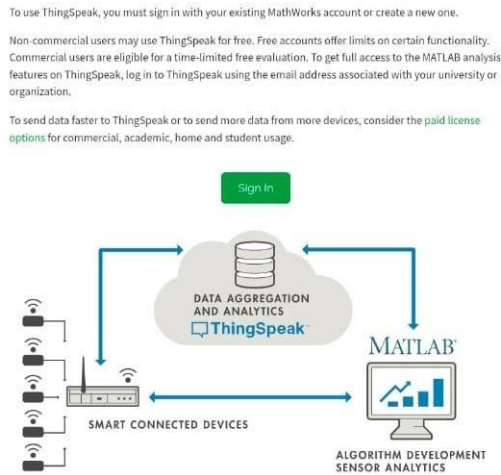 To use ThingSpeak, you must sign in with your existing MathWorks account or create a new one.
Non-commercial users may use ThingSpeak for free. Free accounts offer limits on certain functionality.
Commercial users are eligible for a time-limited free evaluation. To get full access to the MATLAB analysis
features on ThingSpeak, log in to ThingSpeak using the email address associated with your university or
organization.
To send data faster to ThingSpeak or to send more data from more devices, consider the paid license
options for commercial, academic, home and student usage.
Sign In
DATA AGGREGATION
AND ANALYTICS
ThingSpeak
MATLAB
SMART CONNECTED DEVICES
ALGORITHM DEVELOPMENT
SENSOR ANALYTICS